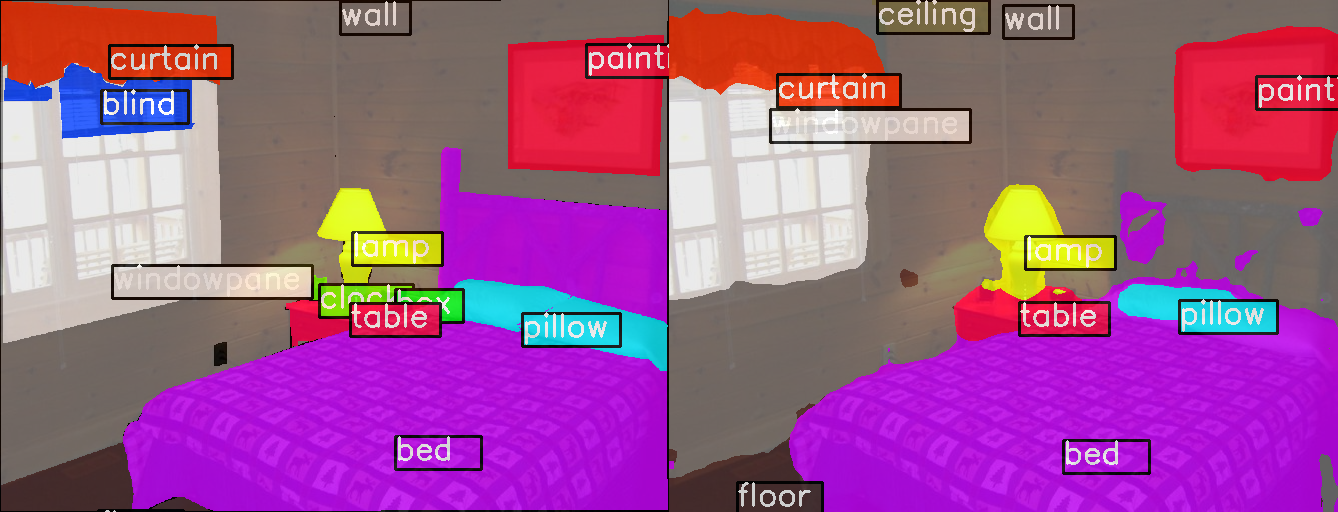 wall
curtain
blind
painti
lamp
windowpane
clock
box
table
pillow
bed
ceiling
wall
curtain
windowpane
paint
lamp
table
pillow
bed
floor